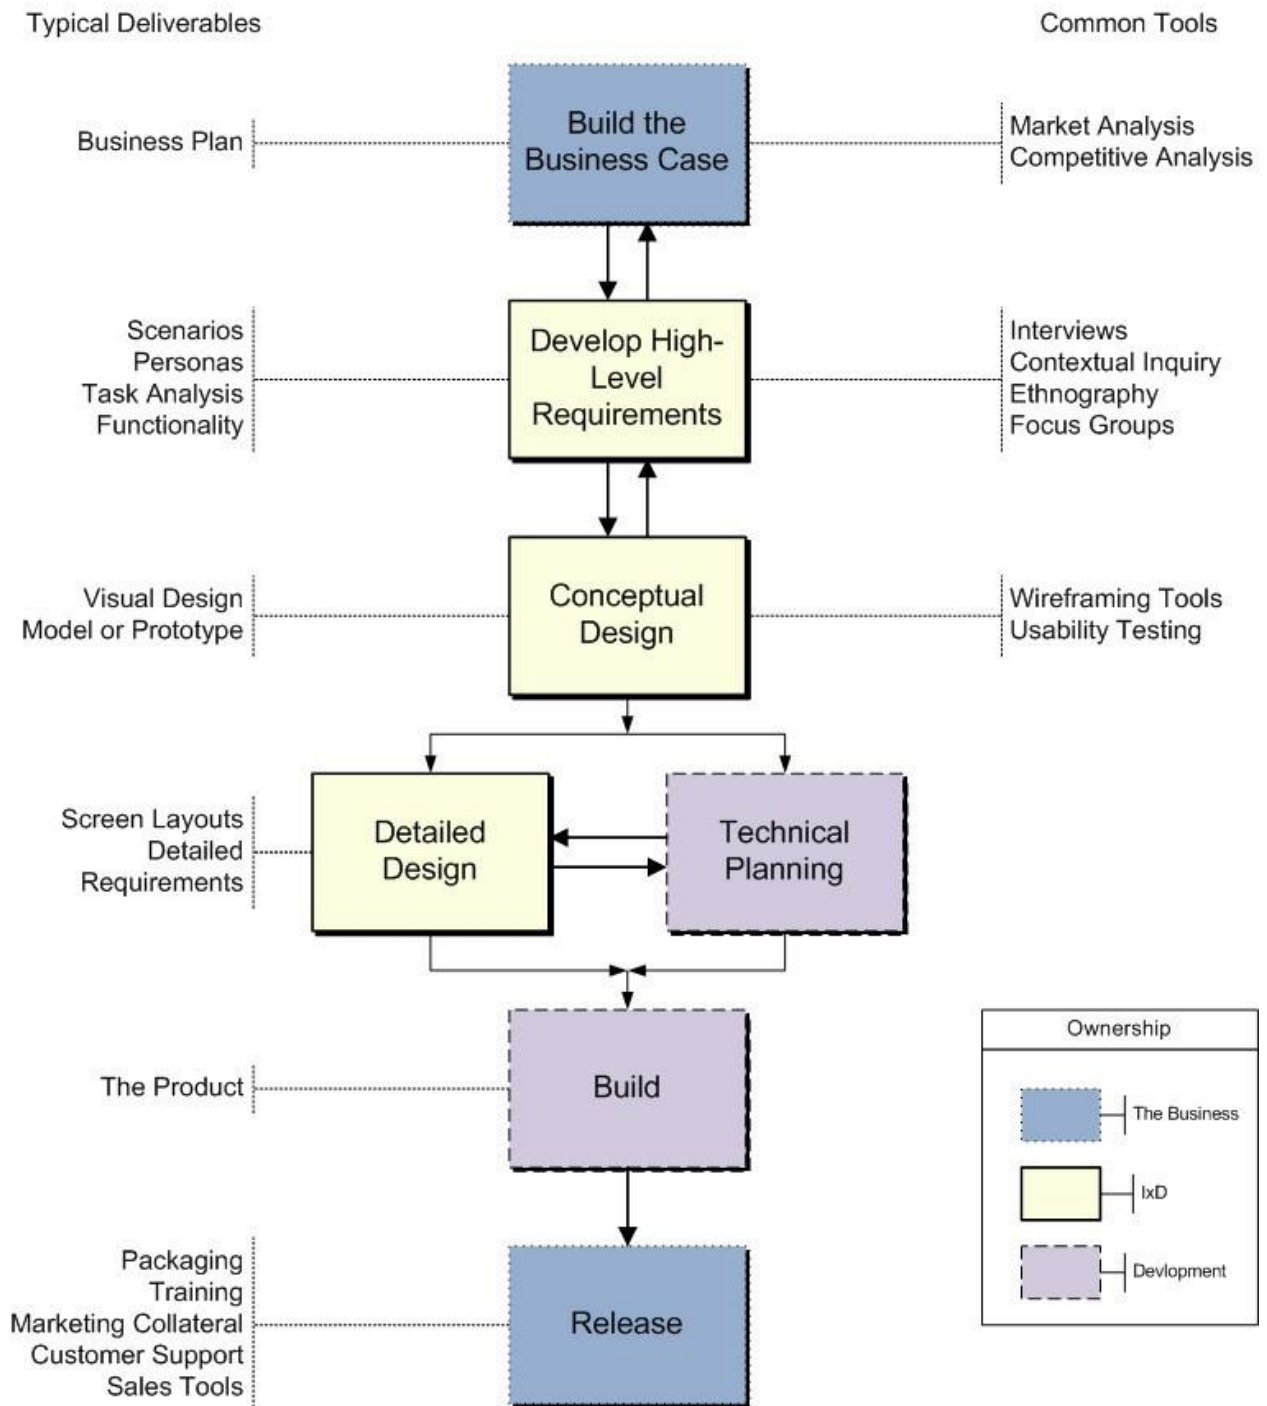 Typical Deliverables
Common Tools
Business Plan
Build the
Business Case
Market Analysis
Competitive Analysis
Scenarios
Personas
Task Analysis
Functionality
Develop High-
Level
Requirements
Interviews
Contextual Inquiry
Ethnography
Focus Groups
Visual Design
Model or Prototype
Conceptual
Design
Wireframing Tools
Usability Testing
Screen Layouts
Detailed
Requirements
Detailed
Design
Technical
Planning
The Product
Build
Ownership
The Business
IxD
Devlopment
Packaging
Training
Marketing Collateral
Customer Support
Sales Tools
Release